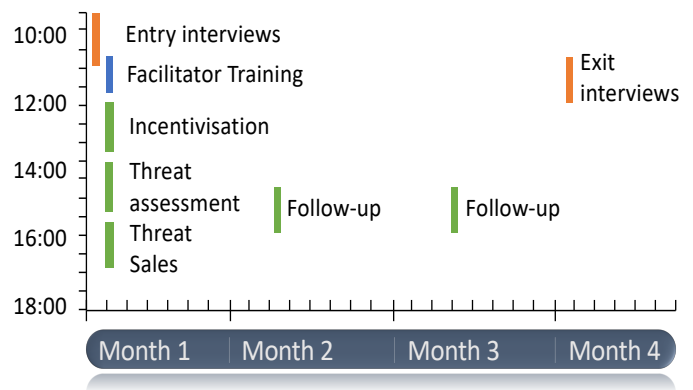 10:00
Entry interviews
Facilitator Training
Exit
interviews
12:00
Incentivisation
14:00
Threat
assessment
Follow-up
Follow-up
16:00
Threat
Sales
18:00
Month 1
Month 2
Month 3
Month 4